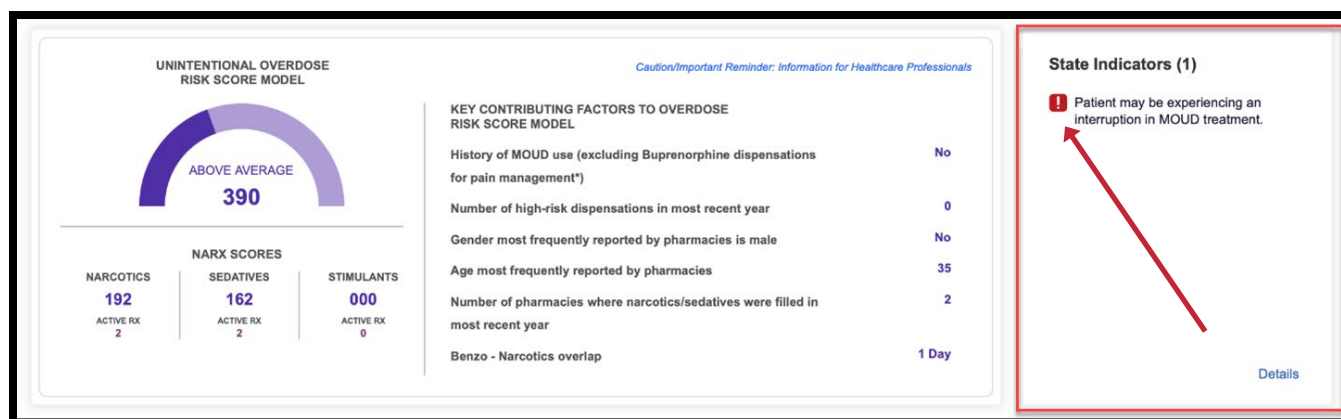 UNINTENTIONAL OVERDOSE
RISK SCORE MODEL
ABOVE AVERAGE
390
NARX SCORES
NARCOTICS
192
ACTIVE RX
2
SEDATIVES
162
ACTIVE RX
2
STIMULANTS
000
ACTIVE RX
0
Caution/Important Reminder: Information for Healthcare Professionals
KEY CONTRIBUTING FACTORS TO OVERDOSE
RISK SCORE MODEL
History of MOUD use (excluding Buprenorphine dispensations No
for pain management*)
Number of high-risk dispensations in most recent year 0
Gender most frequently reported by pharmacies is male No
Age most frequently reported by pharmacies 35
Number of pharmacies where narcotics/sedatives were filled in 2
most recent year
Benzo - Narcotics overlap 1 Day
State Indicators (1)
! Patient may be experiencing an
interruption in MOUD treatment.
Details